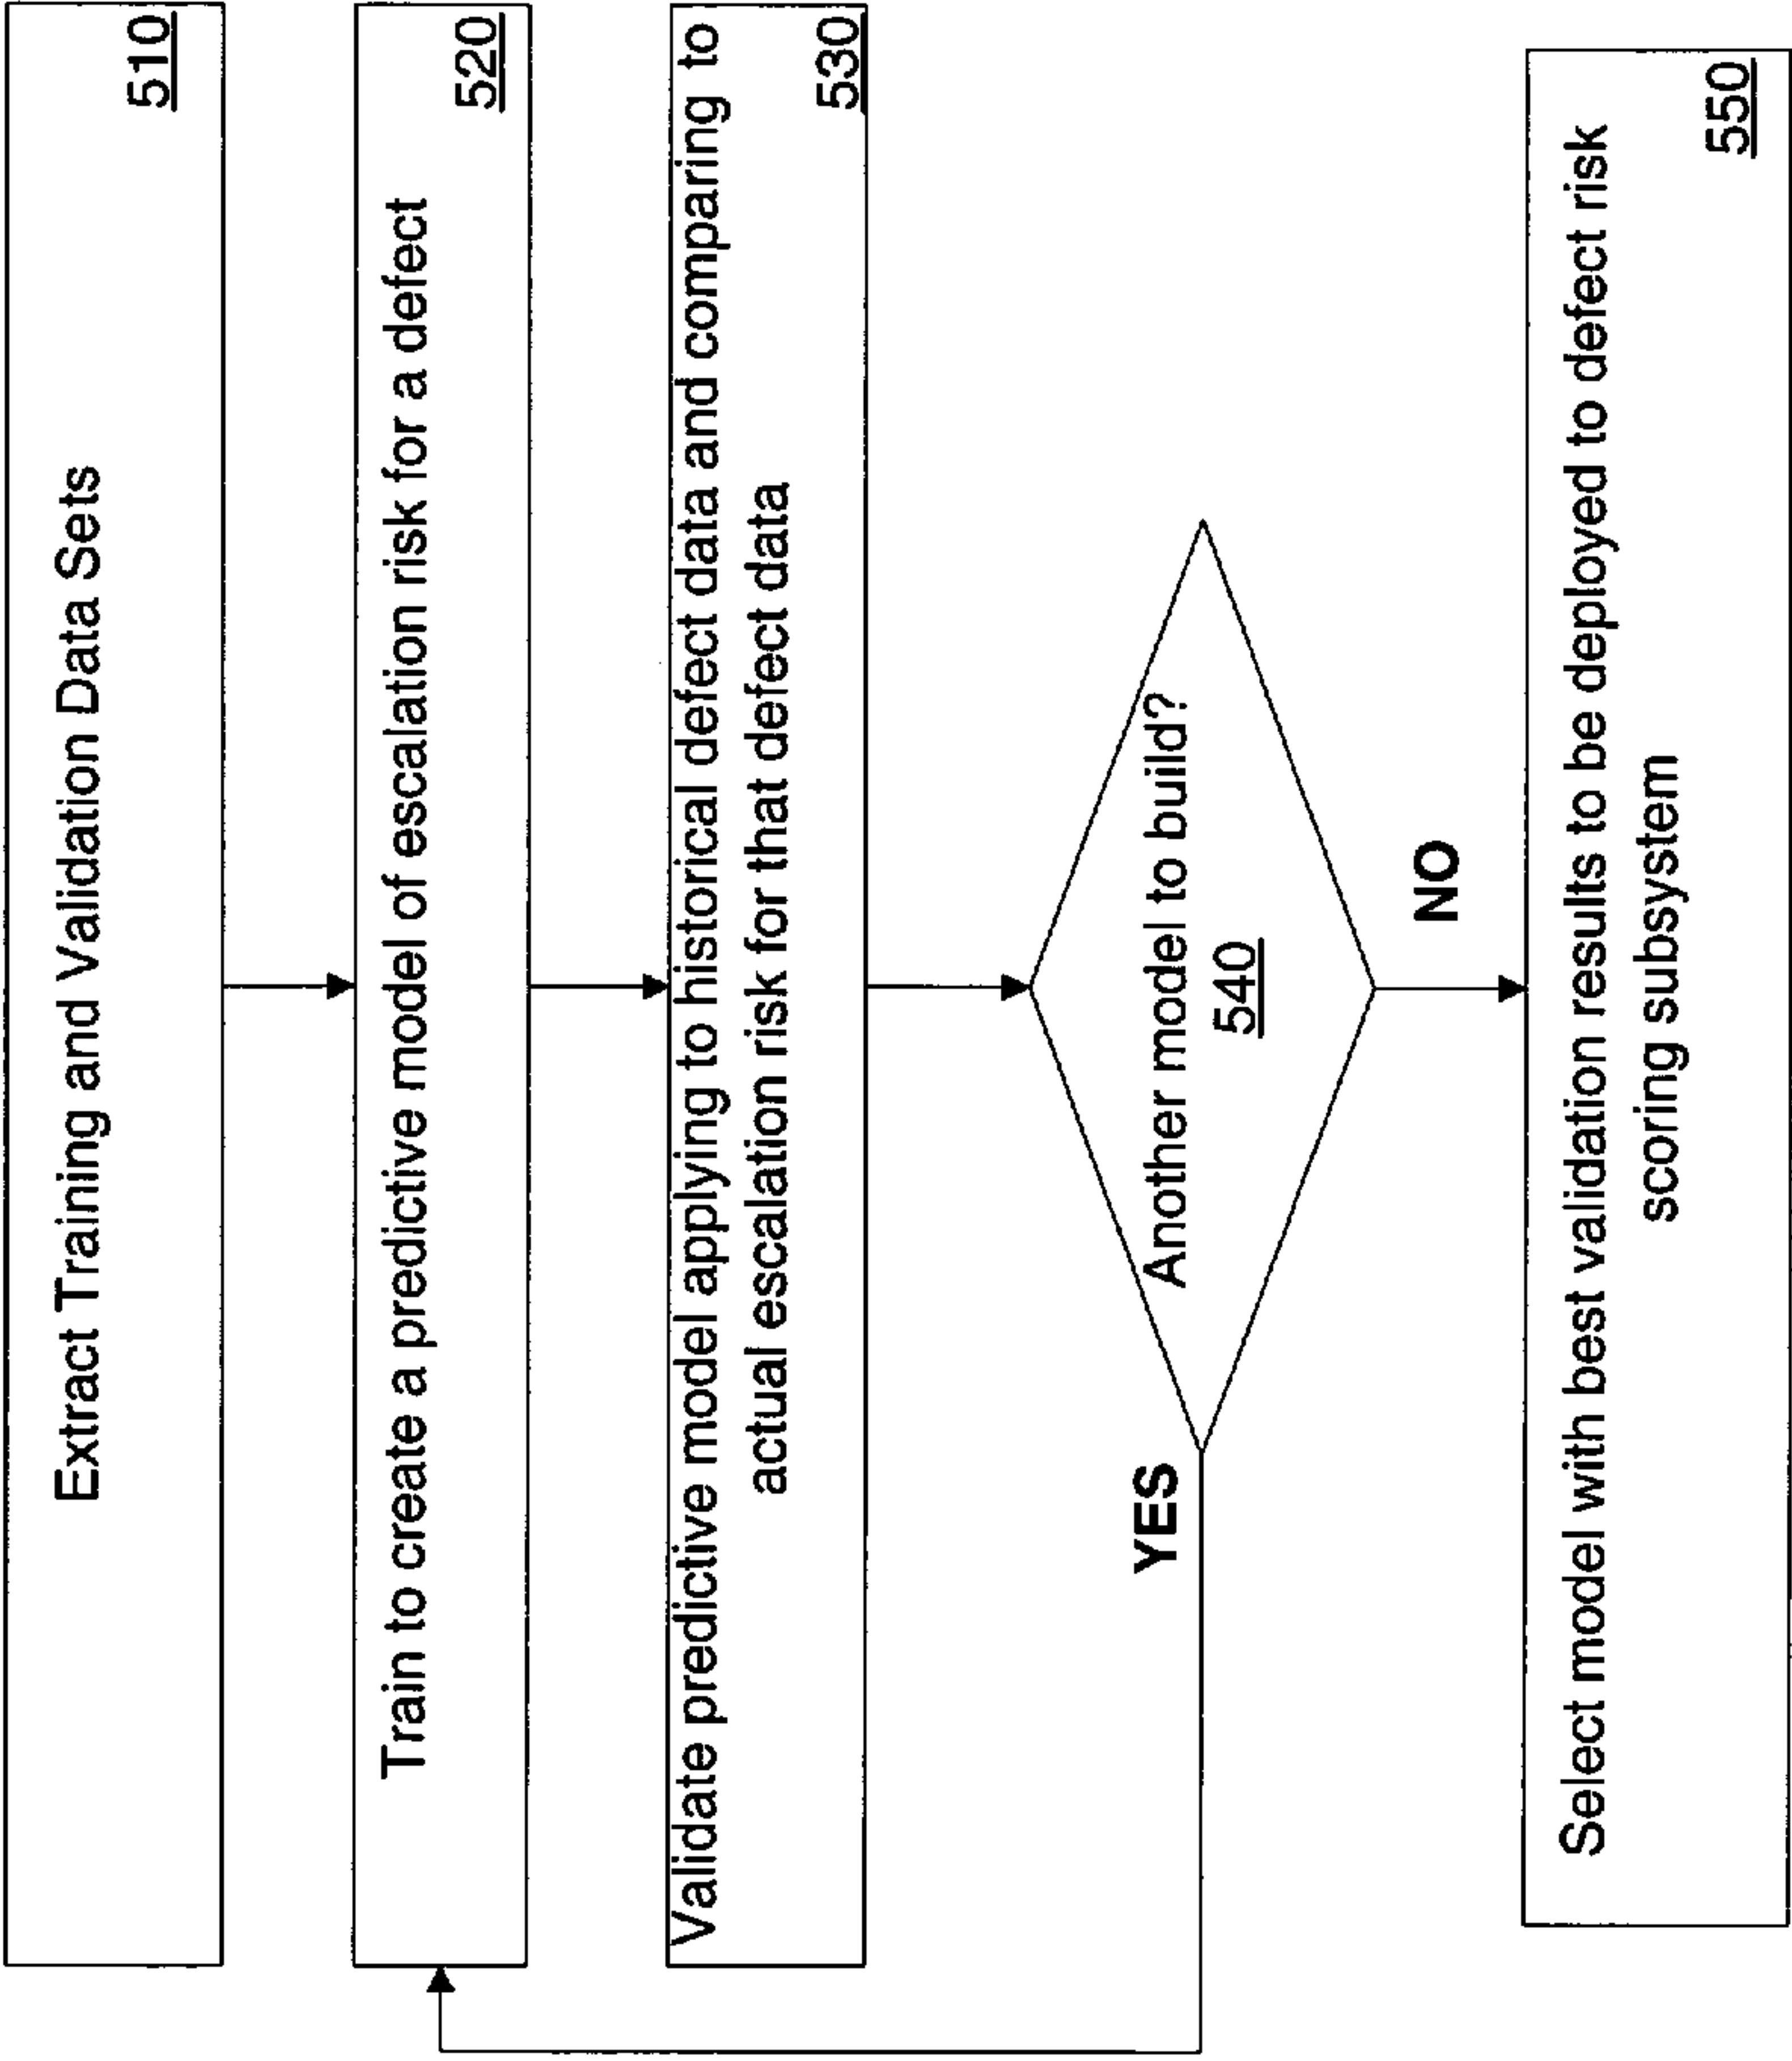 Extract Training and Validation Data Sets
510
Train to create a predictive model of escalation risk for a defect
520
Validate predictive model applying to historical defect data and comparing to
actual escalation risk for that defect data
530
Another model to build?
540
YES
NO
Select model with best validation results to be deployed to defect risk
scoring subsystem
550